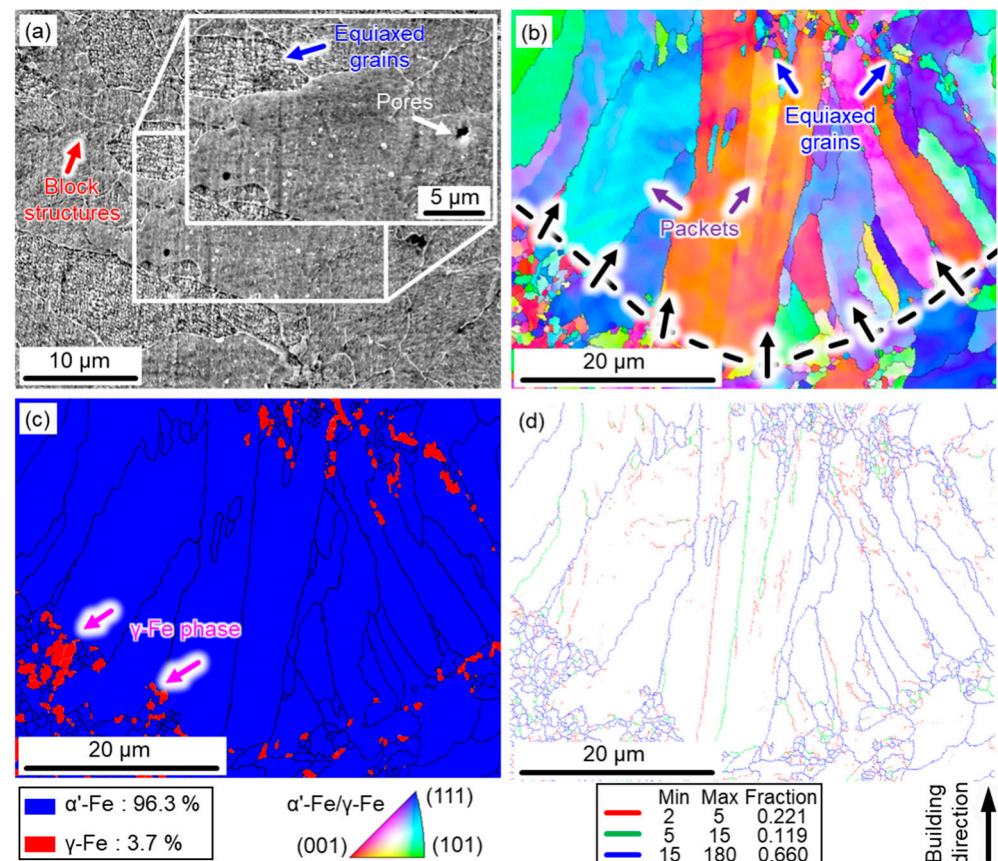 (a)
Equiaxed
grains
Pores
Block
structures
5 μm
10 μm
(b)
Equiaxed
grains
Packets
20 μm
(c)
γ-Fe phase
20 μm
(d)
20 μm
α'-Fe : 96.3 %
γ-Fe : 3.7 %
α'-Fe/γ-Fe
(111)
(001)
(101)
Min Max Fraction
2 5 0.221
5 15 0.119
15 180 0.660
Building
direction